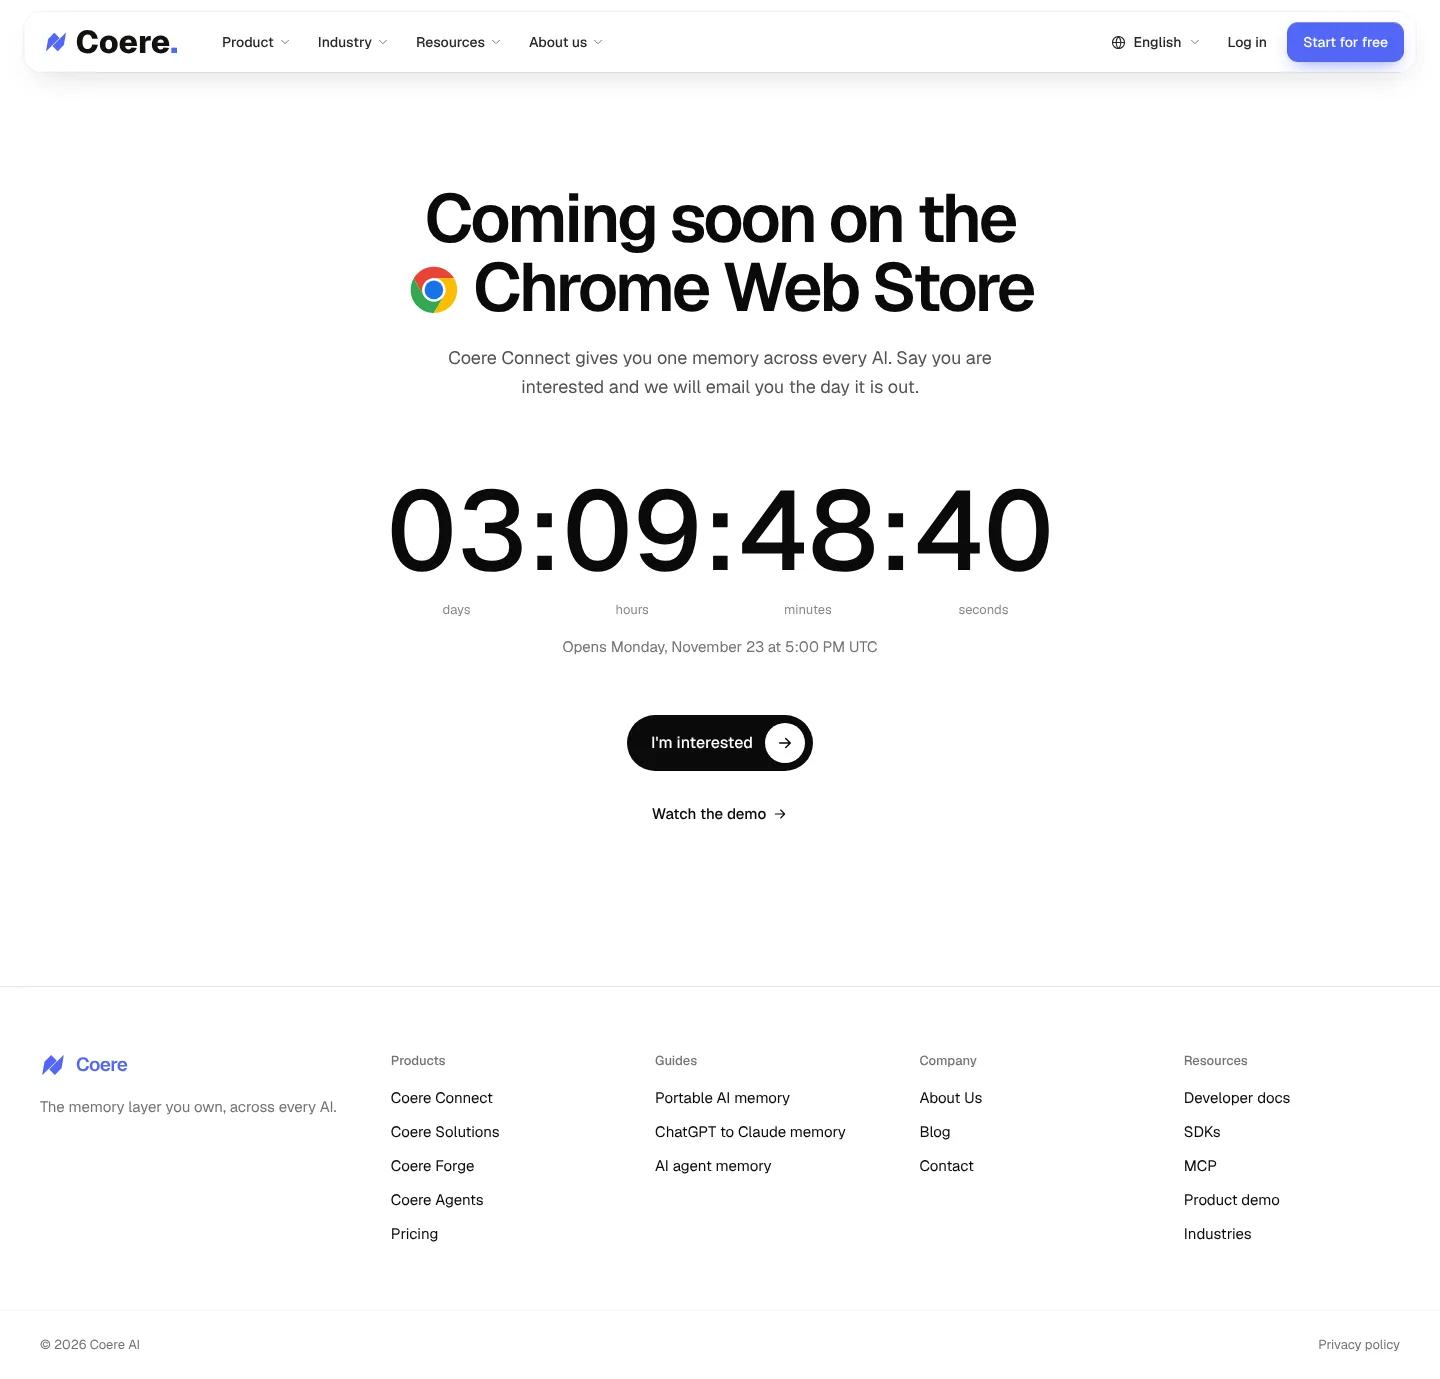 Coere.
Product
Industry
Resources
About us
English
Log in
Start for free
Coming soon on the
Chrome Web Store
Coere Connect gives you one memory across every AI. Say you are
interested and we will email you the day it is out.
03:09:48:40
days
hours
minutes
seconds
Opens Monday, November 23 at 5:00 PM UTC
I'm interested
Watch the demo
Coere
The memory layer you own, across every AI.
Products
Coere Connect
Coere Solutions
Coere Forge
Coere Agents
Pricing
Guides
Portable AI memory
ChatGPT to Claude memory
AI agent memory
Company
About Us
Blog
Contact
Resources
Developer docs
SDKs
MCP
Product demo
Industries
© 2026 Coere AI
Privacy policy